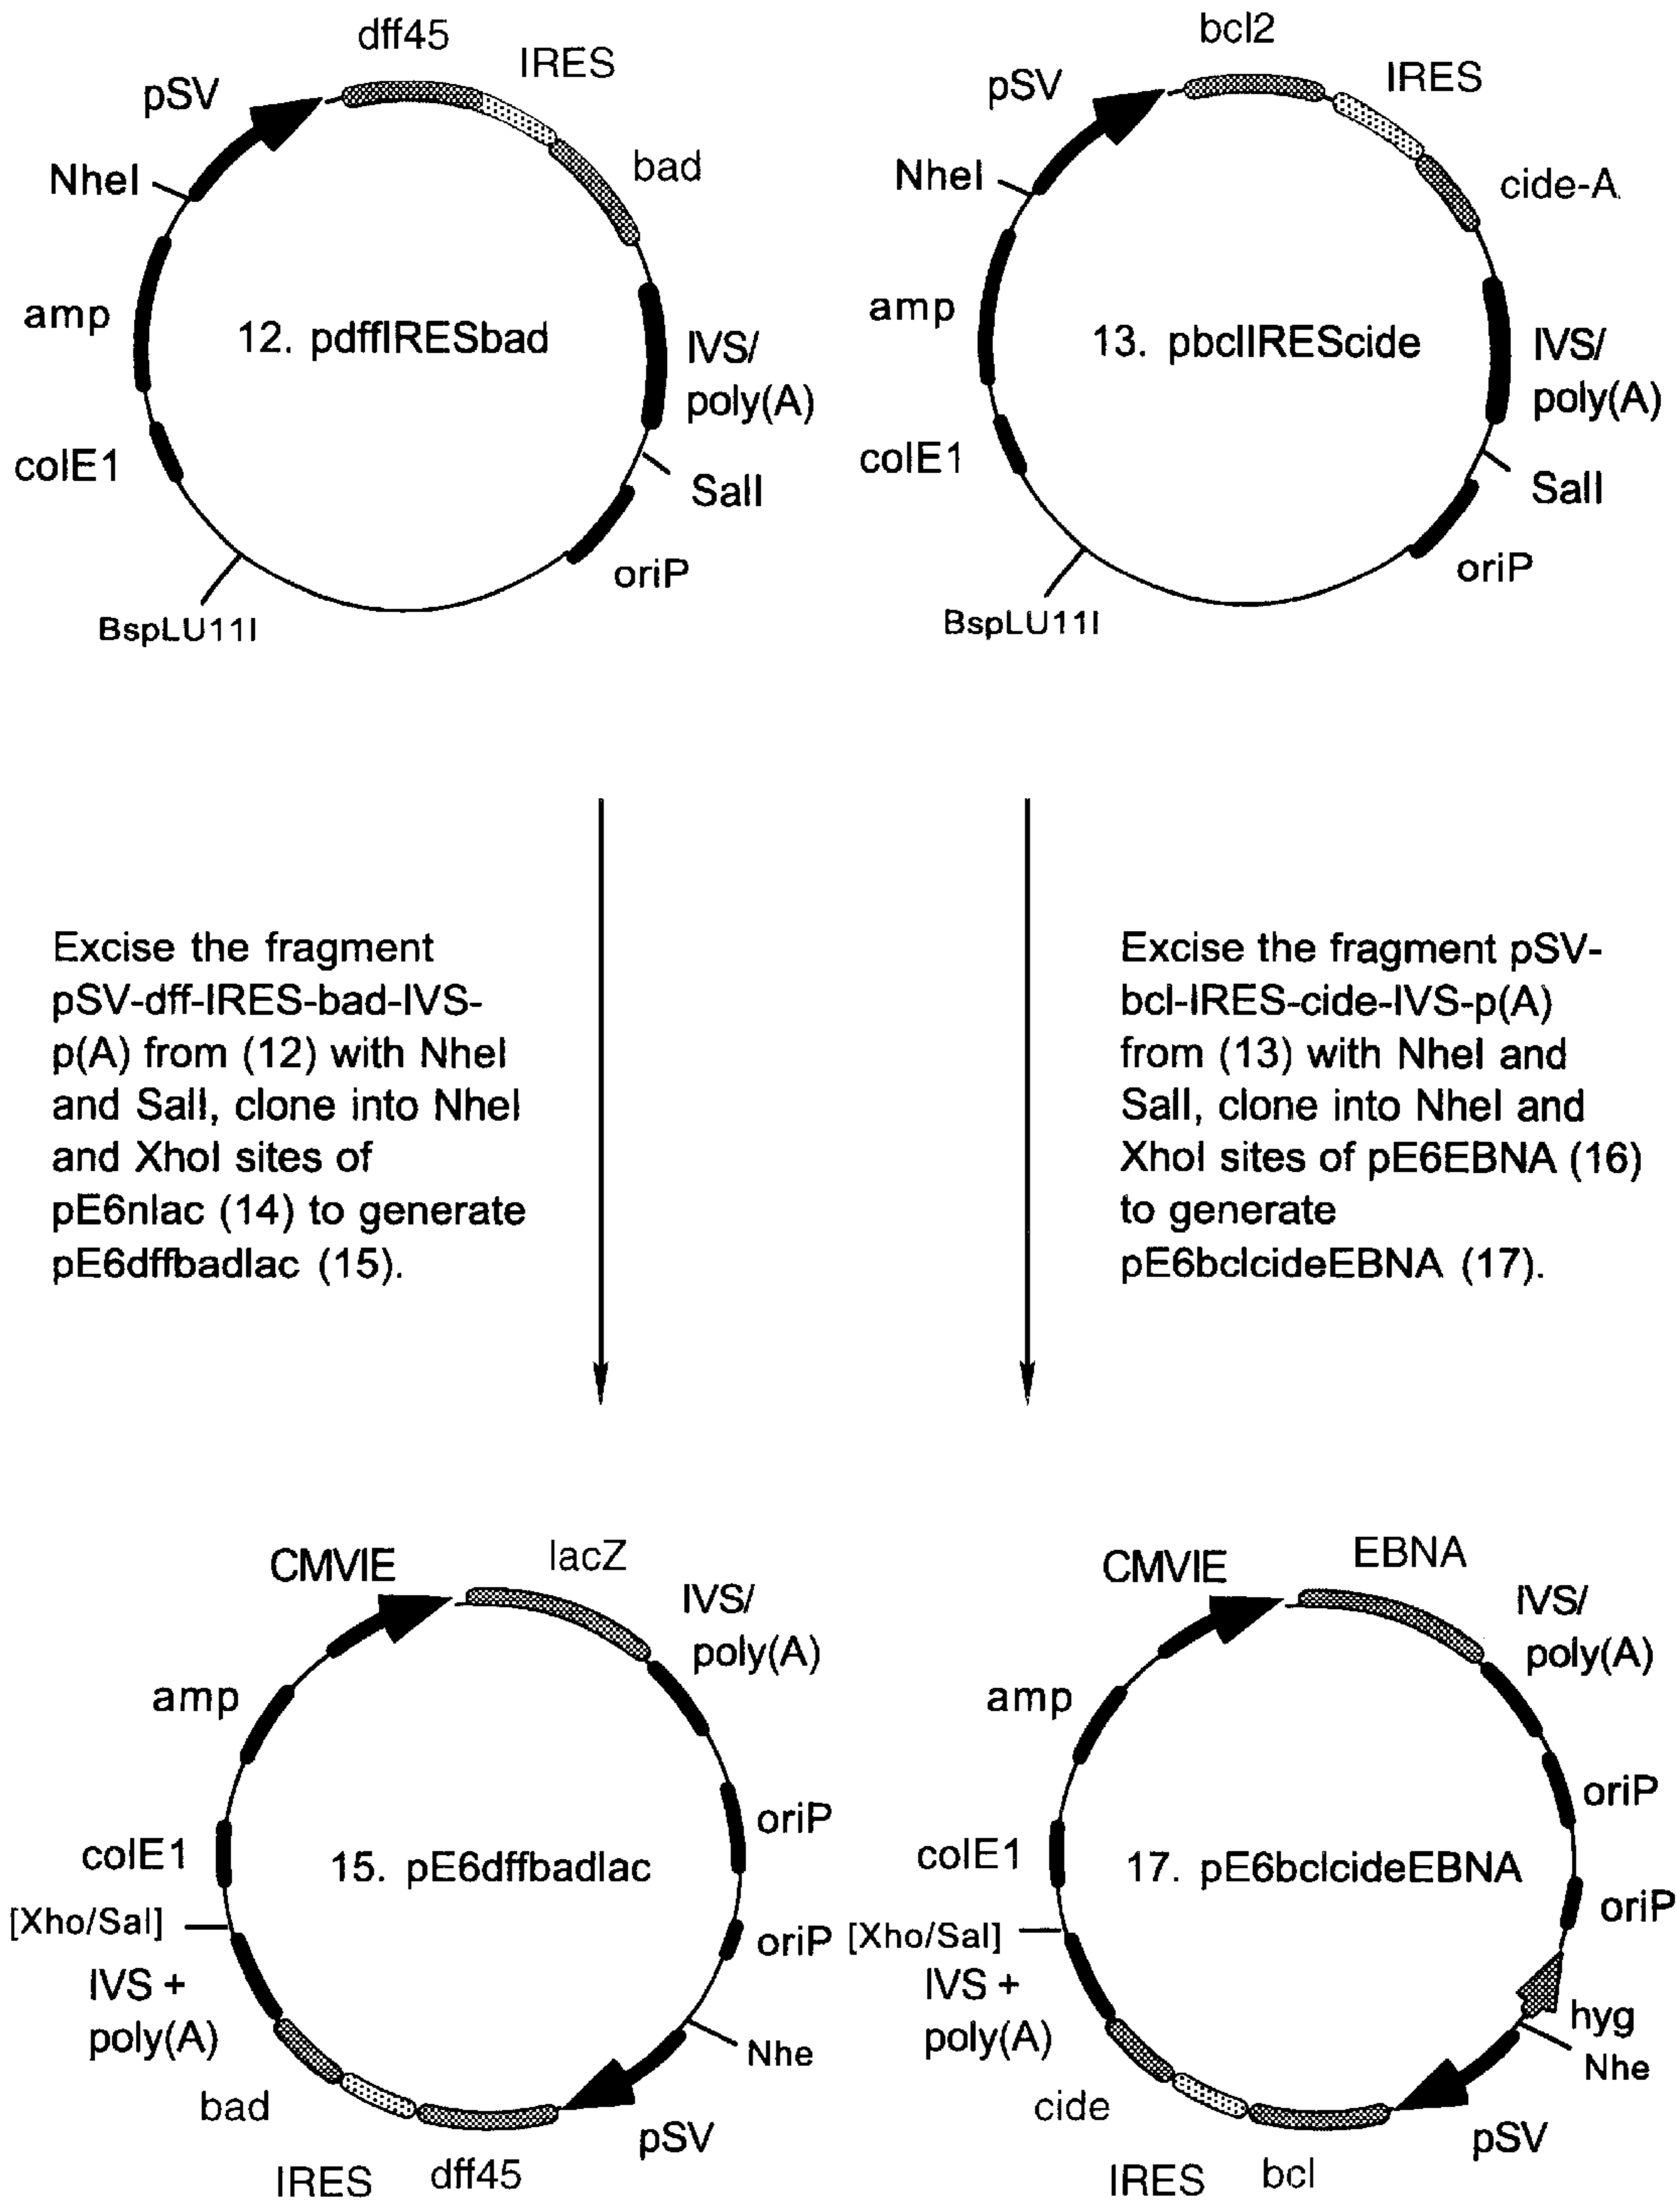 dff45
IRES
pSV
bad
NheI
amp
12. pdffIRESbad
IVS/
poly(A)
colE1
SalI
oriP
BspLU11I
bcl2
IRES
pSV
cide-A
NheI
amp
13. pbclIREScide
IVS/
poly(A)
colE1
SalI
oriP
BspLU11I
Excise the fragment
pSV-dff-IRES-bad-IVS-
p(A) from (12) with NheI
and SalI, clone into NheI
and XhoI sites of
pE6nlac (14) to generate
pE6dffbadlac (15).
Excise the fragment pSV-
bcl-IRES-cide-IVS-p(A)
from (13) with NheI and
SalI, clone into NheI and
XhoI sites of pE6EBNA (16)
to generate
pE6bclcideEBNA (17).
CMVIE
lacZ
IVS/
poly(A)
amp
oriP
colE1
15. pE6dffbadlac
[Xho/Sal]
oriP
IVS +
poly(A)
Nhe
bad
pSV
IRES
dff45
CMVIE
EBNA
IVS/
poly(A)
amp
oriP
colE1
17. pE6bclcideEBNA
oriP
[Xho/Sal]
IVS +
poly(A)
hyg
Nhe
cide
pSV
IRES
bcl